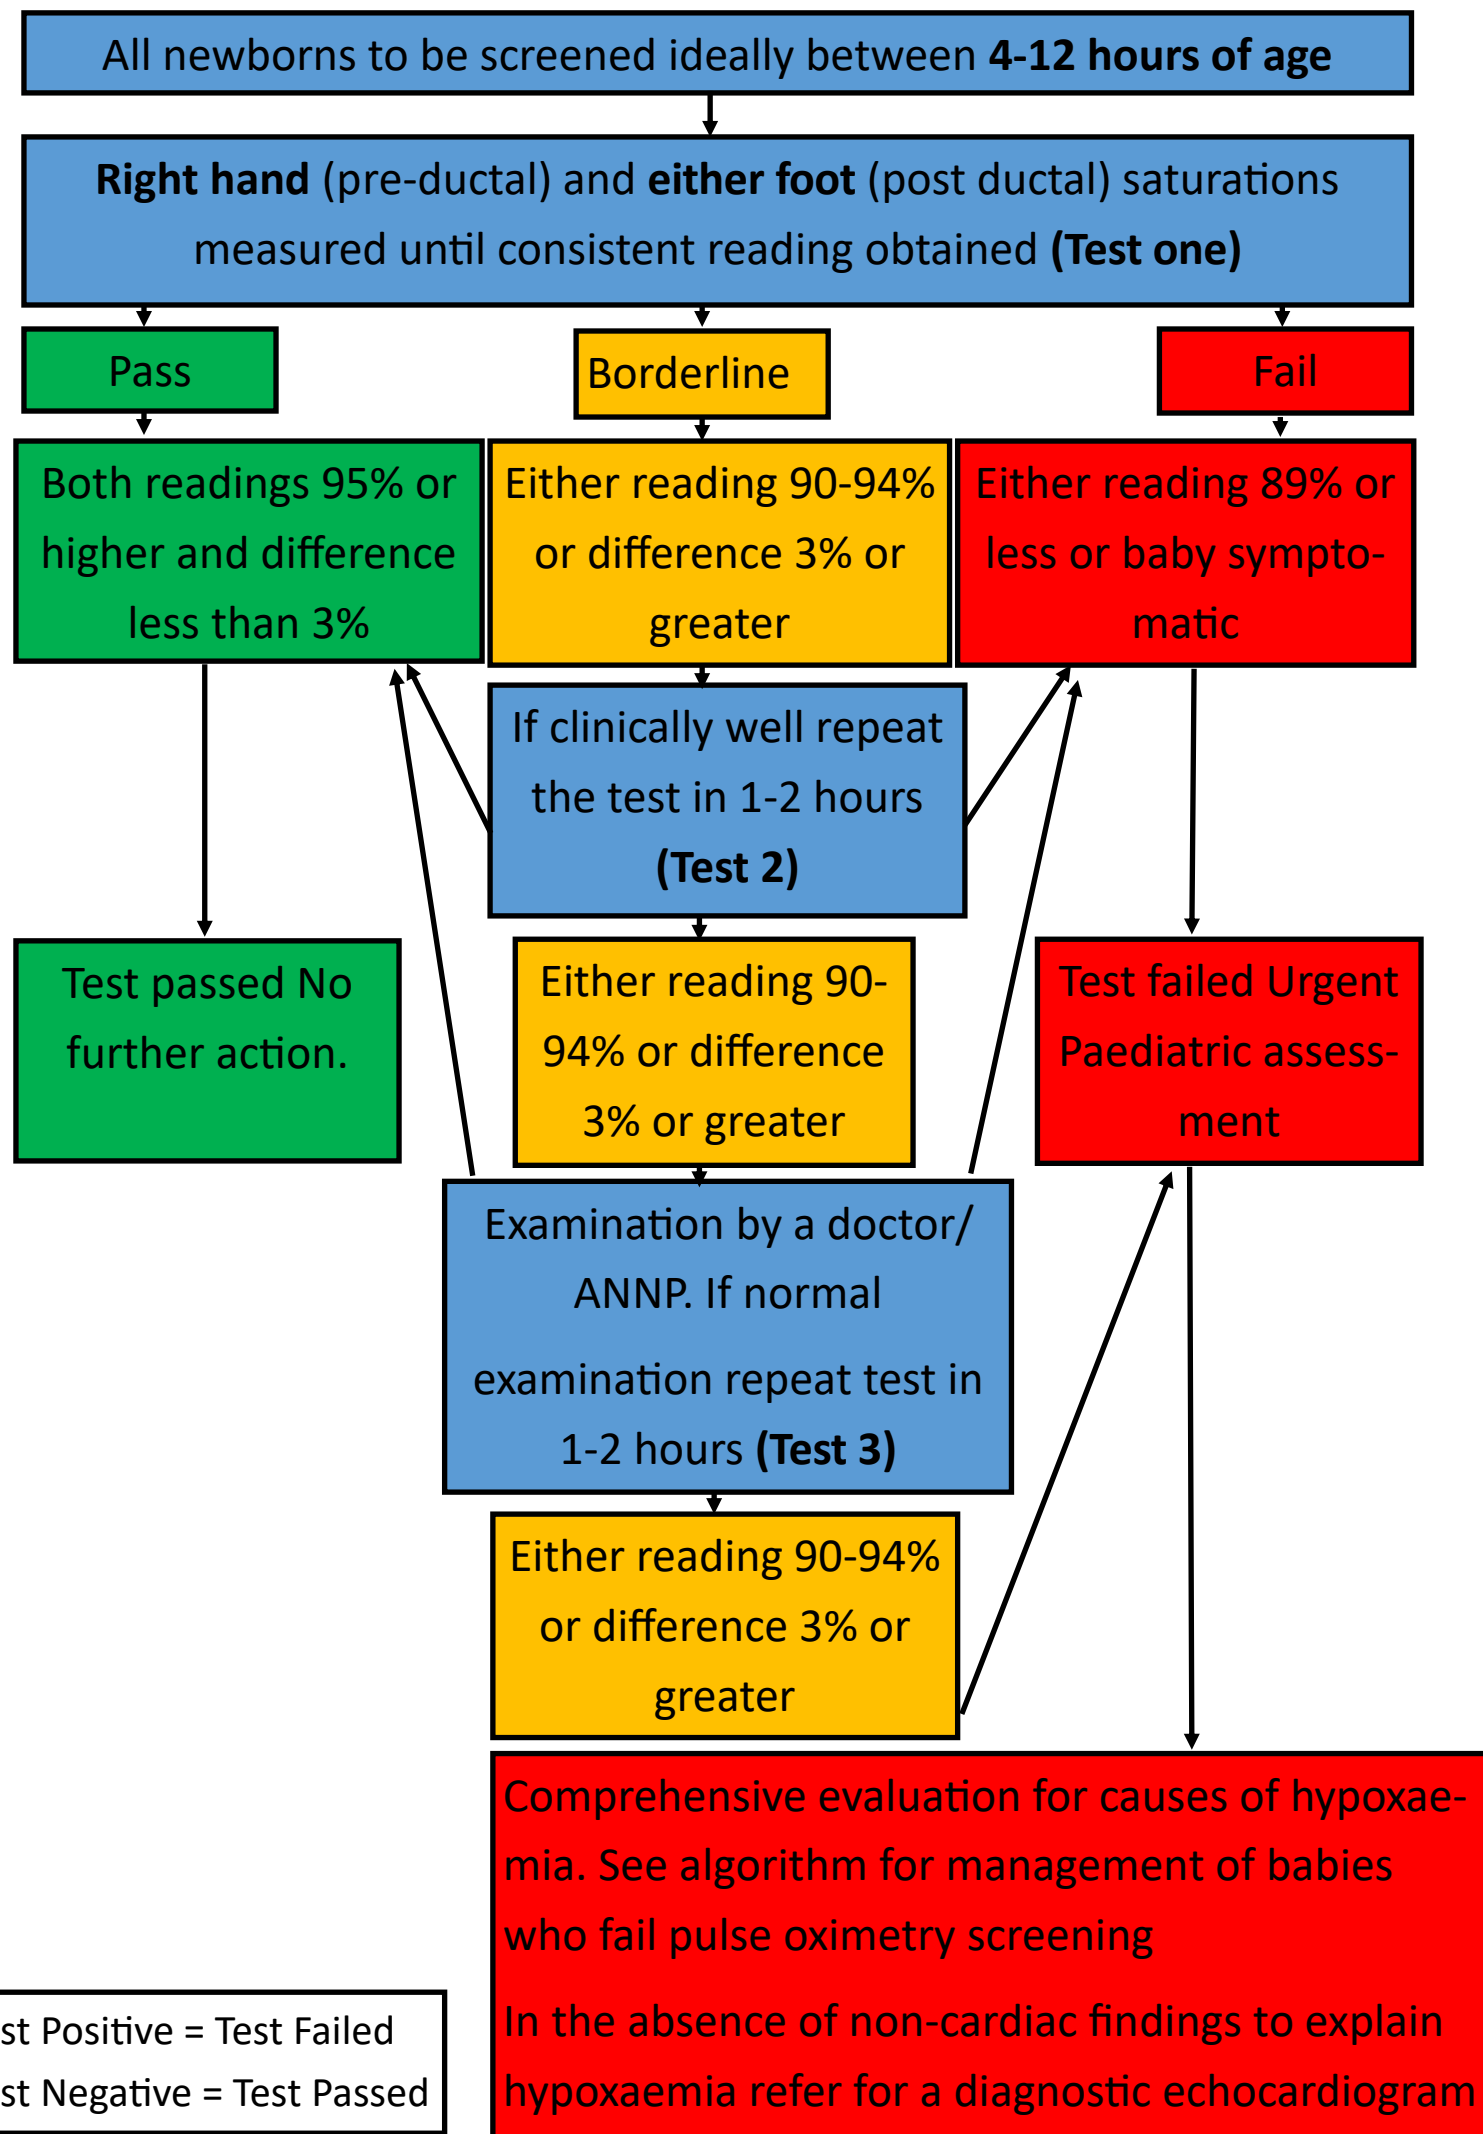 All newborns to be screened ideally between 4-12 hours of age
Right hand (pre-ductal) and either foot (post ductal) saturations
measured until consistent reading obtained (Test one)
Pass
Borderline
Fail
Both readings 95% or
higher and difference
less than 3%
Either reading 90-94%
or difference 3% or
greater
Either reading 89% or
less or baby sympto-
matic
If clinically well repeat
the test in 1-2 hours
(Test 2)
Test passed No
further action.
Either reading 90-
94% or difference
3% or greater
Test failed Urgent
Paediatric assess-
ment
Examination by a doctor/
ANNP. If normal
examination repeat test in
1-2 hours (Test 3)
Either reading 90-94%
or difference 3% or
greater
Comprehensive evaluation for causes of hypoxae-
mia. See algorithm for management of babies
who fail pulse oximetry screening
In the absence of non-cardiac findings to explain
hypoxaemia refer for a diagnostic echocardiogram
st Positive = Test Failed
st Negative = Test Passed